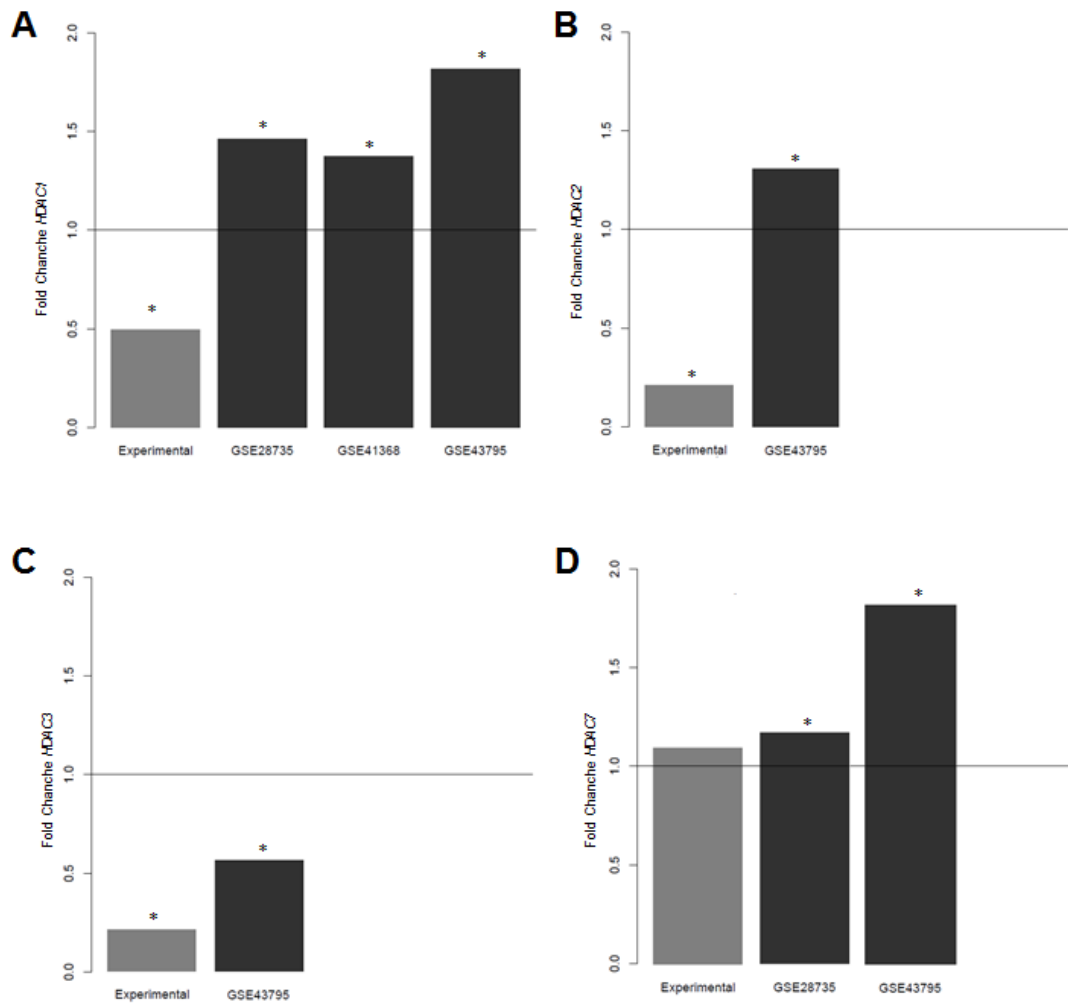 A
Fold Chanche HDAC1
2.0
1.5
1.0
0.5
0.0
*
*
*
*
Experimental GSE28735 GSE41368 GSE43795
B
Fold Chanche HDAC2
2.0
1.5
1.0
0.5
0.0
*
*
Experimental GSE43795
C
Fold Chanche HDAC3
2.0
1.5
1.0
0.5
0.0
*
*
Experimental GSE43795
D
Fold Chanche HDAC7
2.0
1.5
1.0
0.5
0.0
*
*
Experimental GSE28735 GSE43795